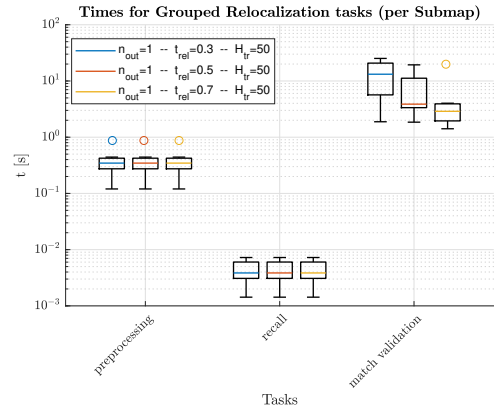 Times for Grouped Relocalization tasks (per Submap)
n_out=1 -- t_rel=0.3 -- H_tr=50
n_out=1 -- t_rel=0.5 -- H_tr=50
n_out=1 -- t_rel=0.7 -- H_tr=50
t [s]
10^2
10^1
10^0
10^-1
10^-2
10^-3
preprocessing
recall
match validation
Tasks